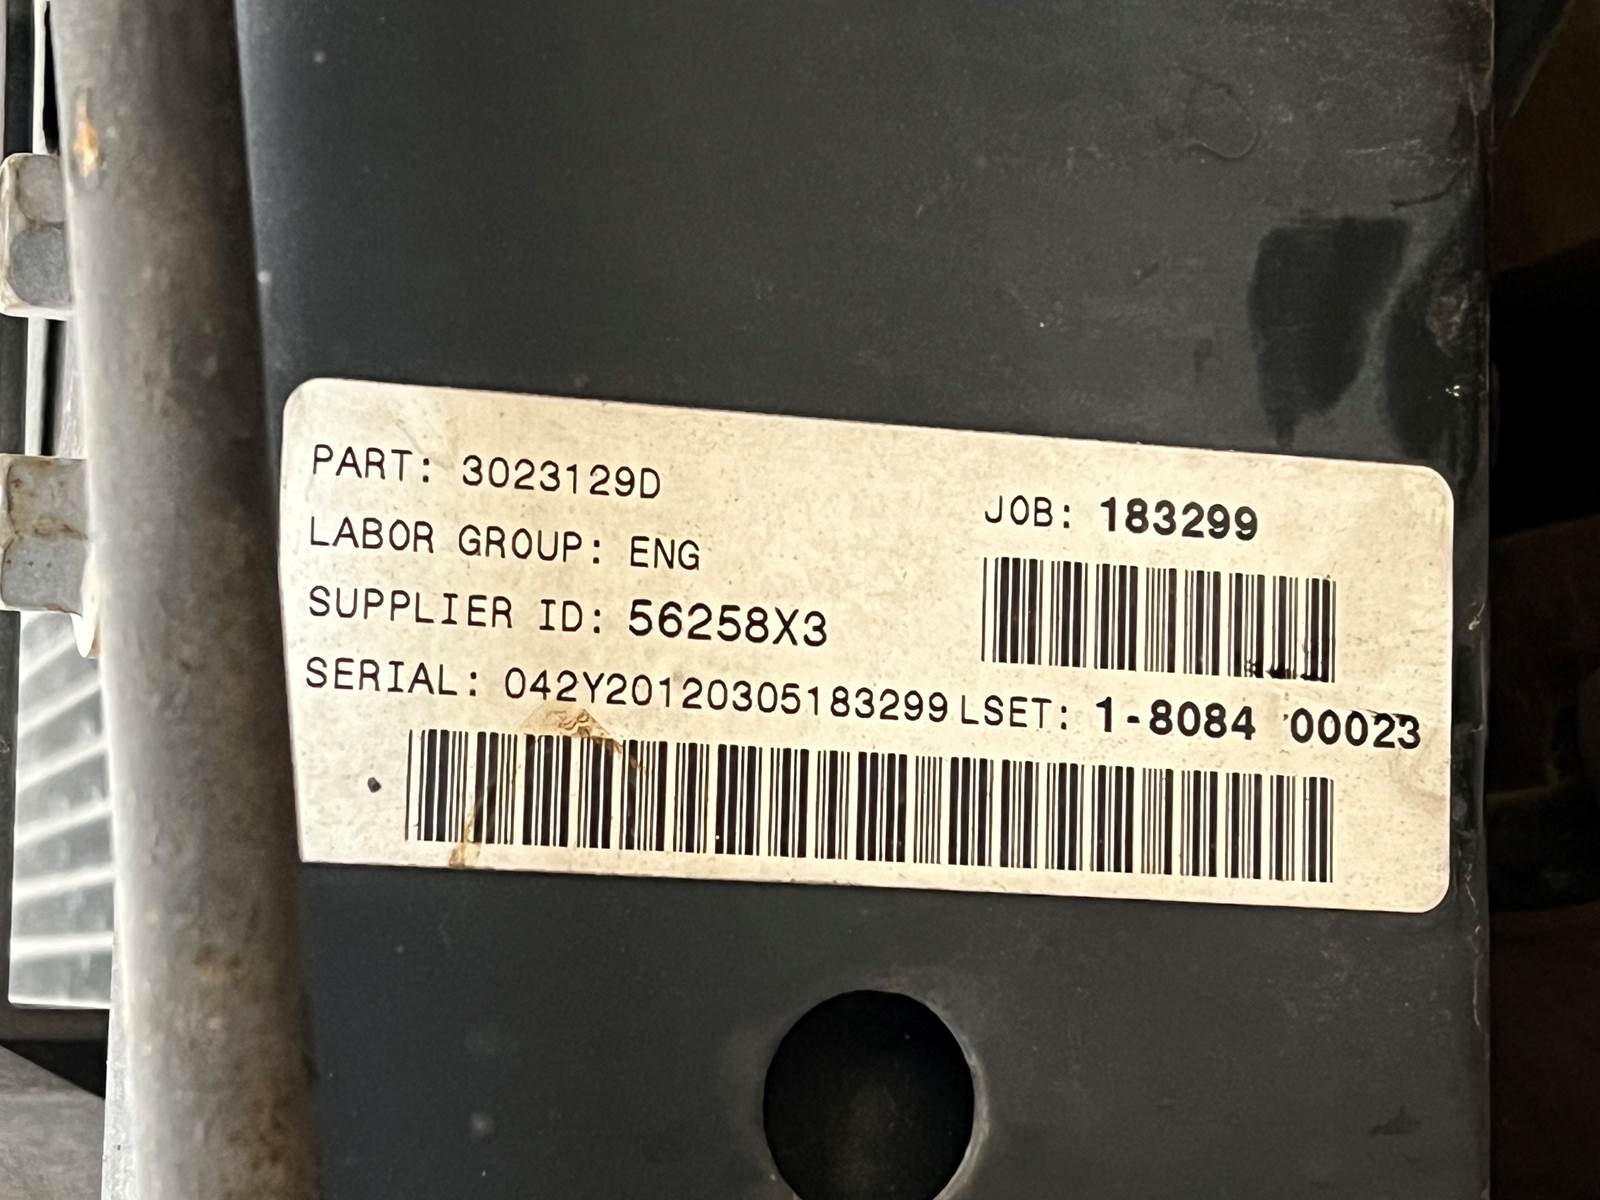 PART: 3023129D
JOB: 183299
LABOR GROUP: ENG
SUPPLIER ID: 56258X3
SERIAL: 042Y20120305183299 LSET: 1-8084 00023